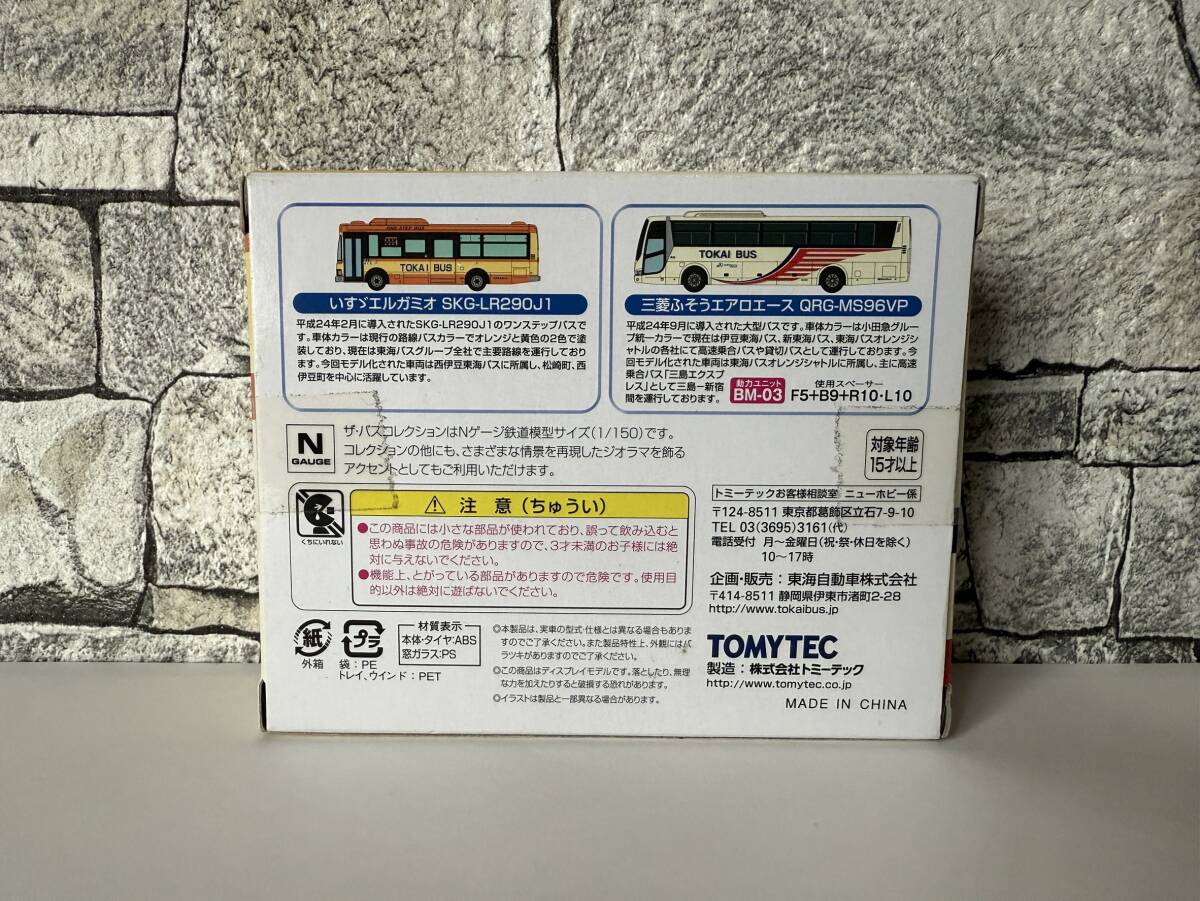 ONE STEP BUS
TOKAI BUS
いすゞエルガミオ SKG-LR290J1
平成24年2月に導入されたSKG-LR290J1のワンステップバスで
す。車体カラーは現行の路線バスカラーでオレンジと黄色の2色で塗
装しており、現在は東海バスグループ全社で主要路線を運行しており
ます。今回モデル化された車両は西伊豆東海バスに所属し、松崎町、西
伊豆町を中心に活躍しています。
TOKAI BUS
三菱ふそうエアロエース QRG-MS96VP
平成24年9月に導入された大型バスです。車体カラーは小田急グルー
プ統一カラーで現在は伊豆東海バス、新東海バス、東海バスオレンジシ
ャトルの各社にて高速乗合バスや貸切バスとして運行しております。今
回モデル化された車両は東海バスオレンジシャトルに所属し、主に高速
乗合バス「三島エクスプ
レス」として三島ー新宿
間を運行しております。
動力ユニット
BM-03
使用スペーサー
F5+B9+R10・L10
N
GAUGE
ザ・バスコレクションはNゲージ鉄道模型サイズ(1/150)です。
コレクションの他にも、さまざまな情景を再現したジオラマを飾る
アクセントとしてもご利用いただけます。
対象年齢
15才以上
くちにいれない
注 意（ちゅうい）
●この商品には小さな部品が使われており、誤って飲み込むと
思わぬ事故の危険がありますので、3才未満のお子様には絶
対に与えないでください。
●機能上、とがっている部品がありますので危険です。使用目
的以外は絶対に遊ばないでください。
トミーテックお客様相談室 ニューホビー係
〒124-8511 東京都葛飾区立石7-9-10
TEL 03(3695)3161(代)
電話受付 月～金曜日(祝・祭・休日を除く)
10～17時
企画・販売：東海自動車株式会社
〒414-8511 静岡県伊東市渚町2-28
http://www.tokaibus.jp
紙
外箱
プラ
袋：PE
トレイ、ウインド：PET
材質表示
本体・タイヤ:ABS
窓ガラス:PS
◎本製品は、実車の型式・仕様とは異なる場合もありま
すのでご了承ください。また製品特性上、外観にはバ
ラツキがありますのでご了承ください。
◎この商品はディスプレイモデルです。落としたり、無理
な力を加えたりすると破損する恐れがあります。
◎イラストは製品と一部異なる場合があります。
TOMYTEC
製造：株式会社トミーテック
http://www.tomytec.co.jp
MADE IN CHINA